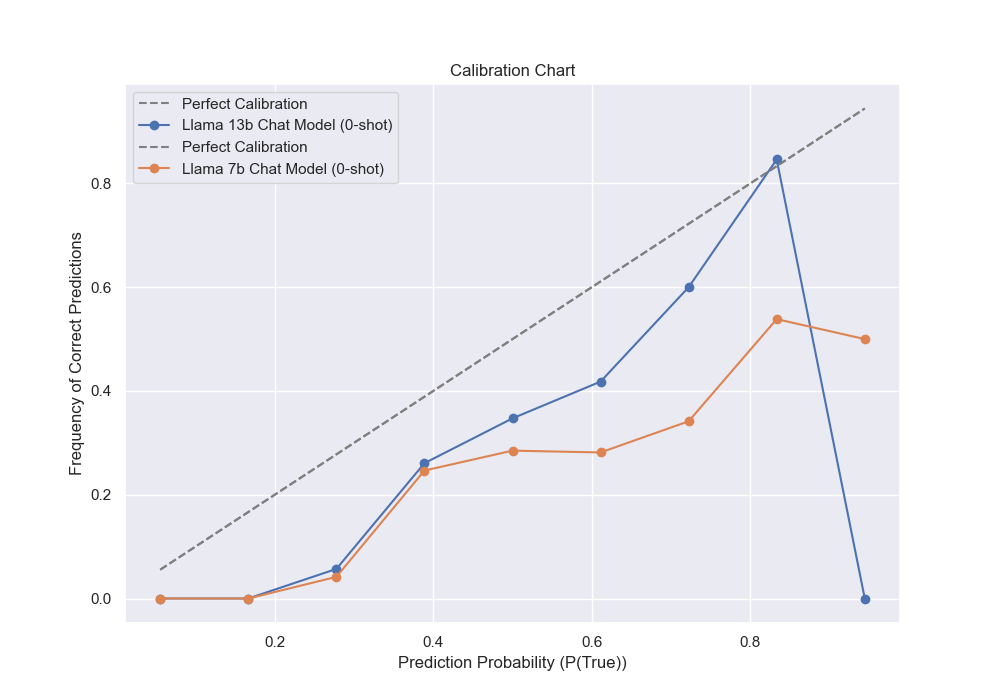 Calibration Chart
Perfect Calibration
Llama 13b Chat Model (0-shot)
Perfect Calibration
Llama 7b Chat Model (0-shot)
Frequency of Correct Predictions
0.8
0.6
0.4
0.2
0.0
0.2 0.4 0.6 0.8
Prediction Probability (P(True))